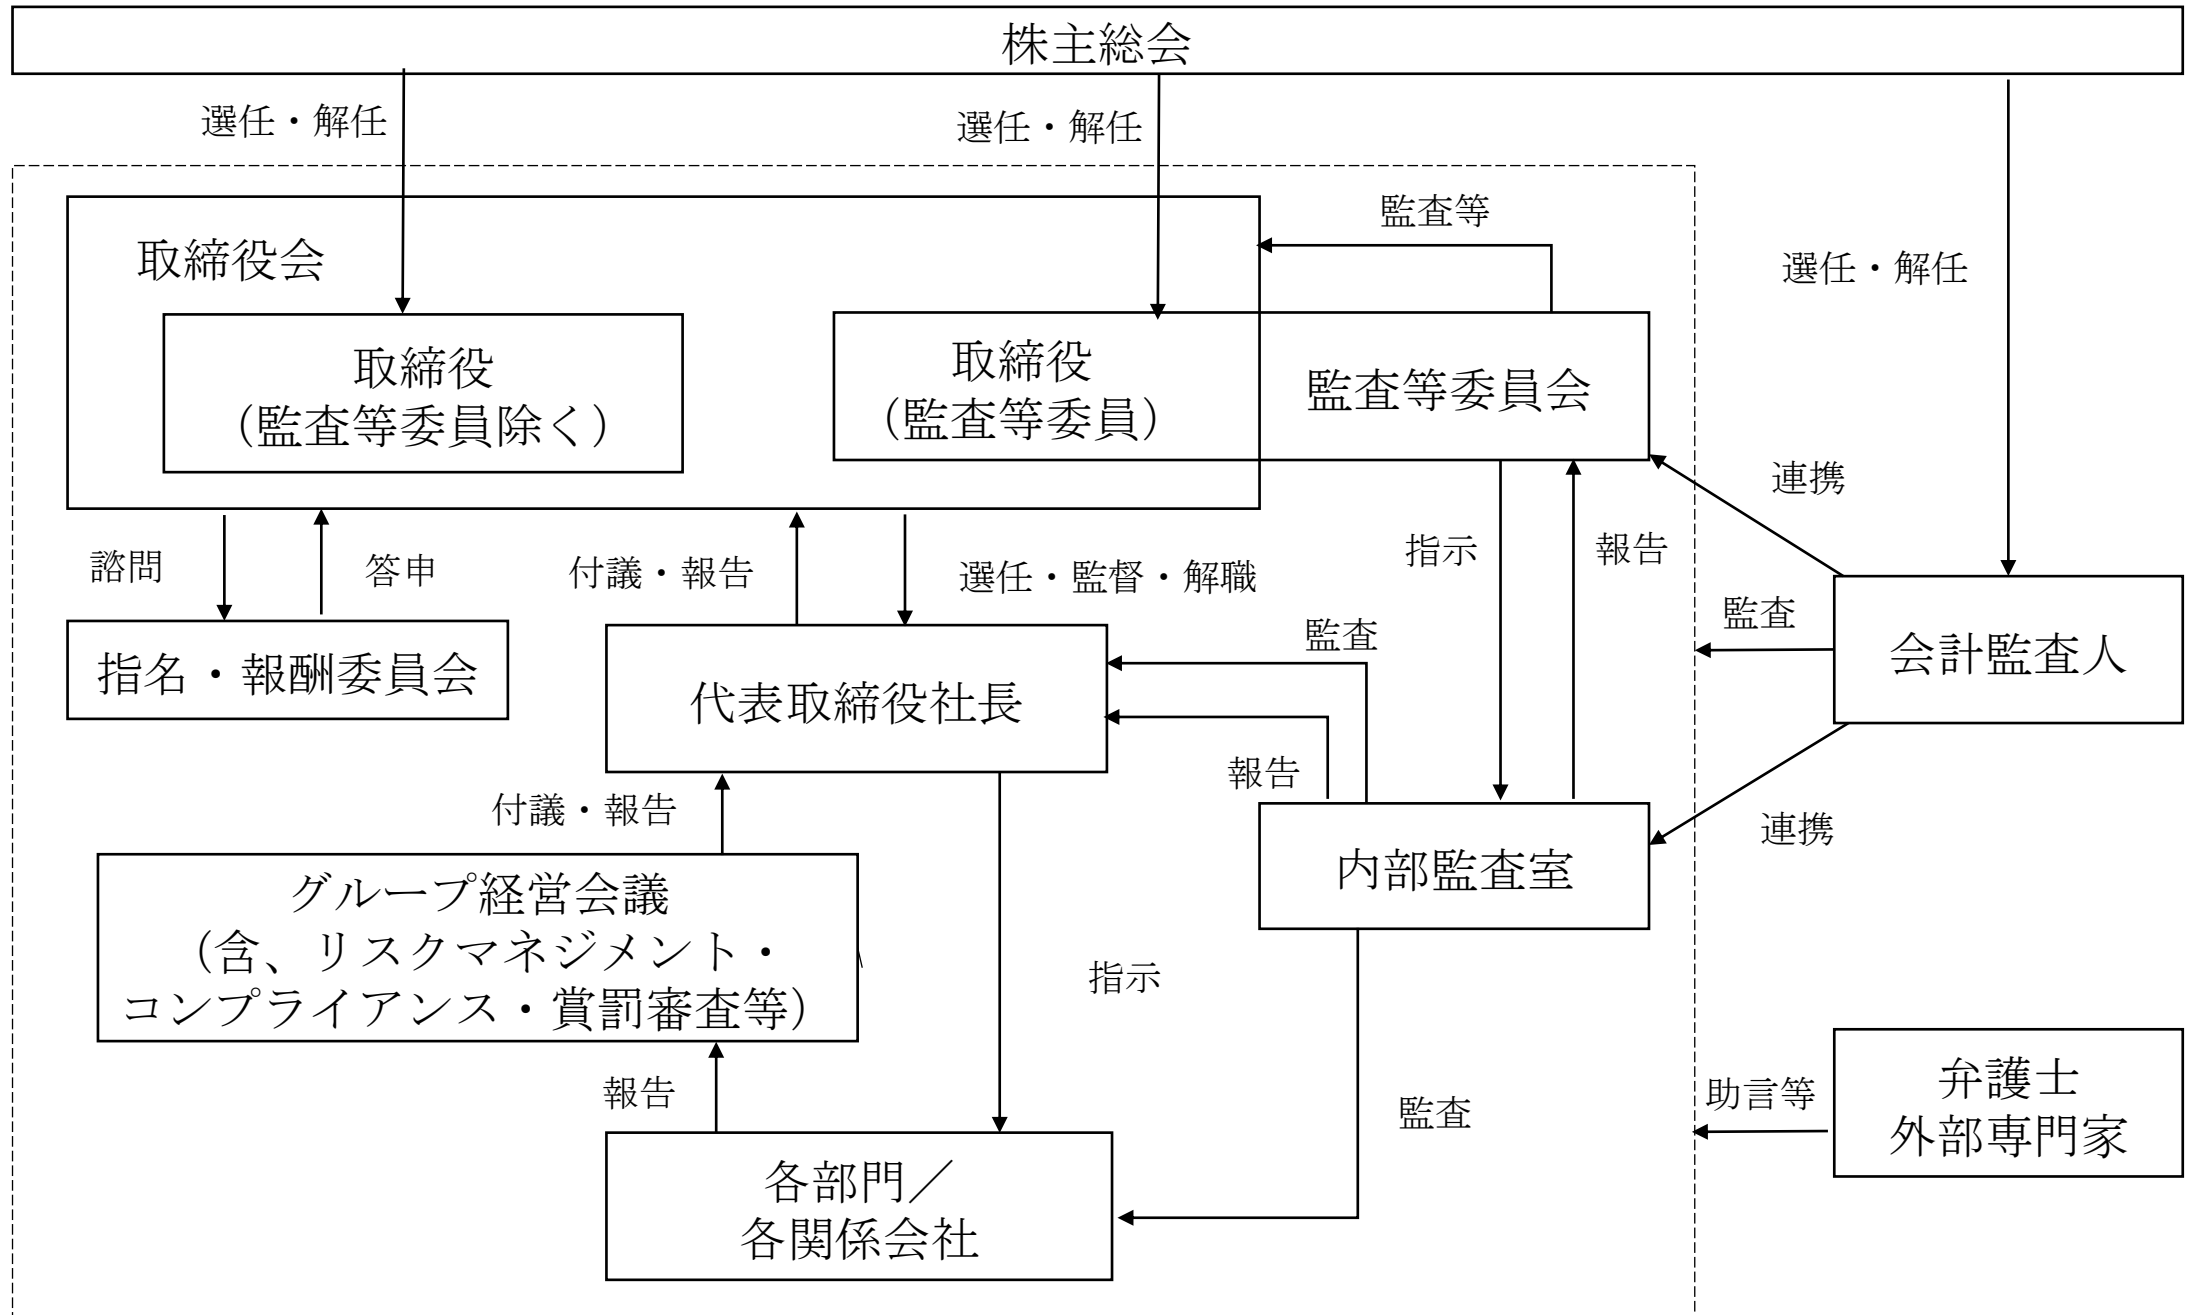 株主総会
選任・解任
選任・解任
選任・解任
監査等
取締役会
取締役
（監査等委員除く）
取締役
（監査等委員）
監査等委員会
連携
諮問
答申
付議・報告
選任・監督・解職
指示
報告
監査
監査
会計監査人
指名・報酬委員会
代表取締役社長
報告
付議・報告
連携
内部監査室
グループ経営会議
（含、リスクマネジメント・
コンプライアンス・賞罰審査等）
指示
報告
監査
助言等
弁護士
外部専門家
各部門／
各関係会社